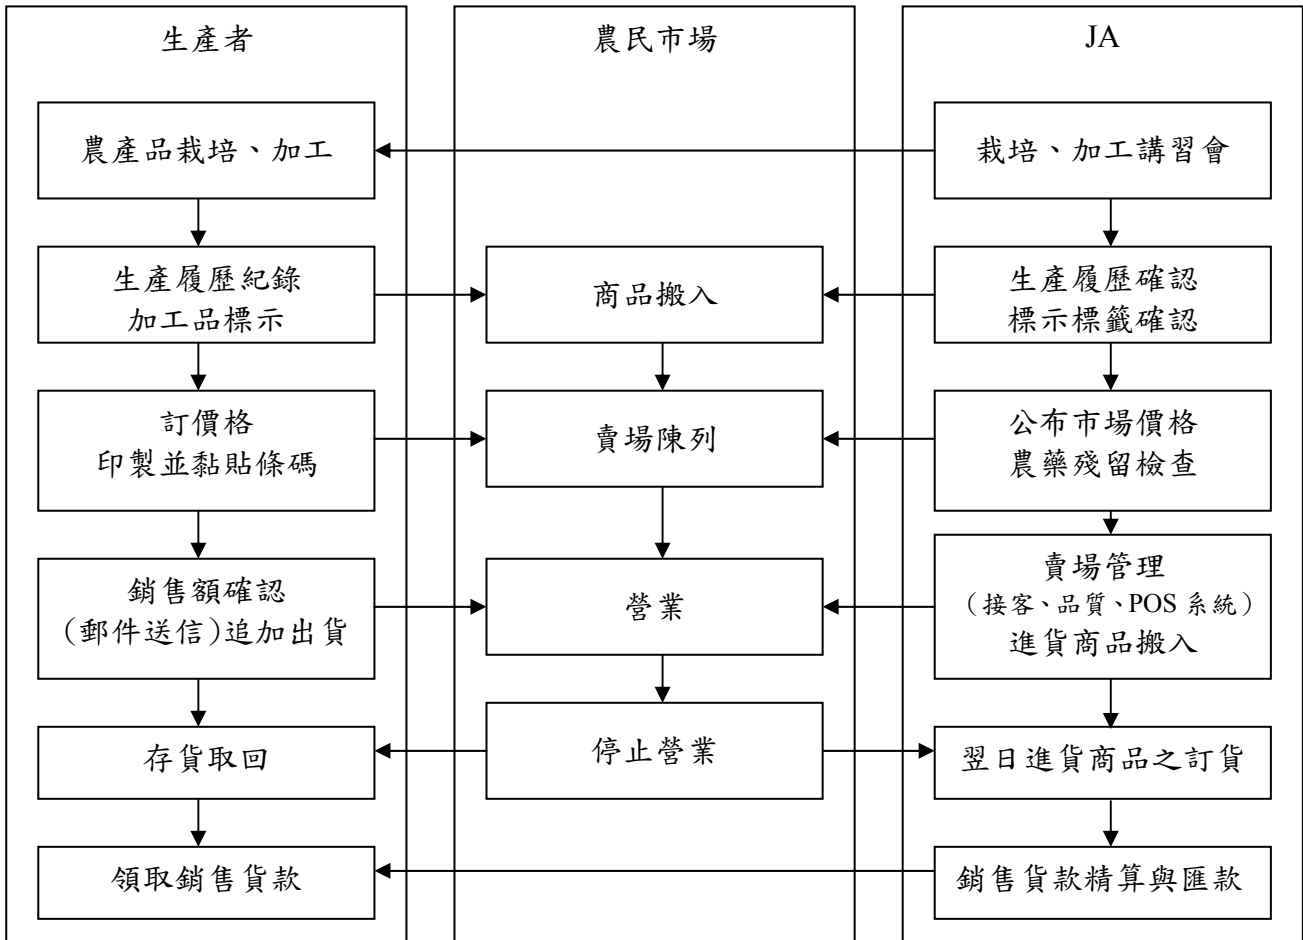 生產者
農民市場
JA
農產品栽培、加工
栽培、加工講習會
生產履歷紀錄
加工品標示
商品搬入
生產履歷確認
標示標籤確認
訂價格
印製並黏貼條碼
賣場陳列
公布市場價格
農藥殘留檢查
銷售額確認
(郵件送信)追加出貨
營業
賣場管理
（接客、品質、POS 系統）
進貨商品搬入
存貨取回
停止營業
翌日進貨商品之訂貨
領取銷售貨款
銷售貨款精算與匯款